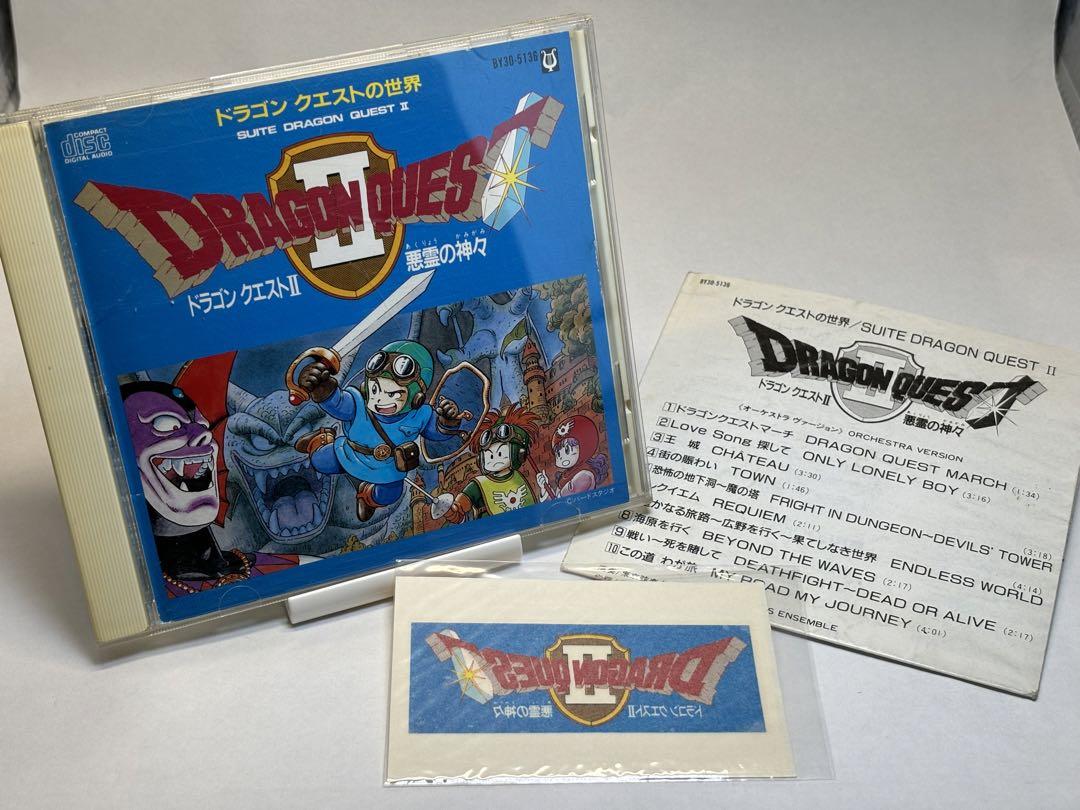 BY30-5136
ドラゴン クエストの世界
SUITE DRAGON QUEST II
COMPACT
disc
DIGITAL AUDIO
DRAGON QUEST
II
ドラゴン クエストII
あくりょう かみがみ
悪霊の神々
©バードスタジオ
BY30-5136
ドラゴン クエストの世界/SUITE DRAGON QUEST II
DRAGON QUEST
II
ドラゴン クエストII
悪霊の神々
《オーケストラ ヴァージョン》 ORCHESTRA VERSION
1 ドラゴンクエストマーチ DRAGON QUEST MARCH (1:34)
2 Love Song 探して ONLY LONELY BOY (3:16)
3 王 城 CHÂTEAU (3:30)
4 街の賑わい TOWN (1:46)
恐怖の地下洞～魔の塔 FRIGHT IN DUNGEON~DEVILS' TOWER (3:18)
クイエム REQUIEM (2:11)
かなる旅路～広野を行く～果てしなき世界 ENDLESS WORLD (4:14)
8 海原を行く BEYOND THE WAVES (2:17)
9 戦い～死を賭して DEATHFIGHT~DEAD OR ALIVE (2:17)
10 この道 わが旅 MY ROAD MY JOURNEY (4:01)
ENSEMBLE
DRAGON QUEST
II
ドラゴン クエストII
悪霊の神々